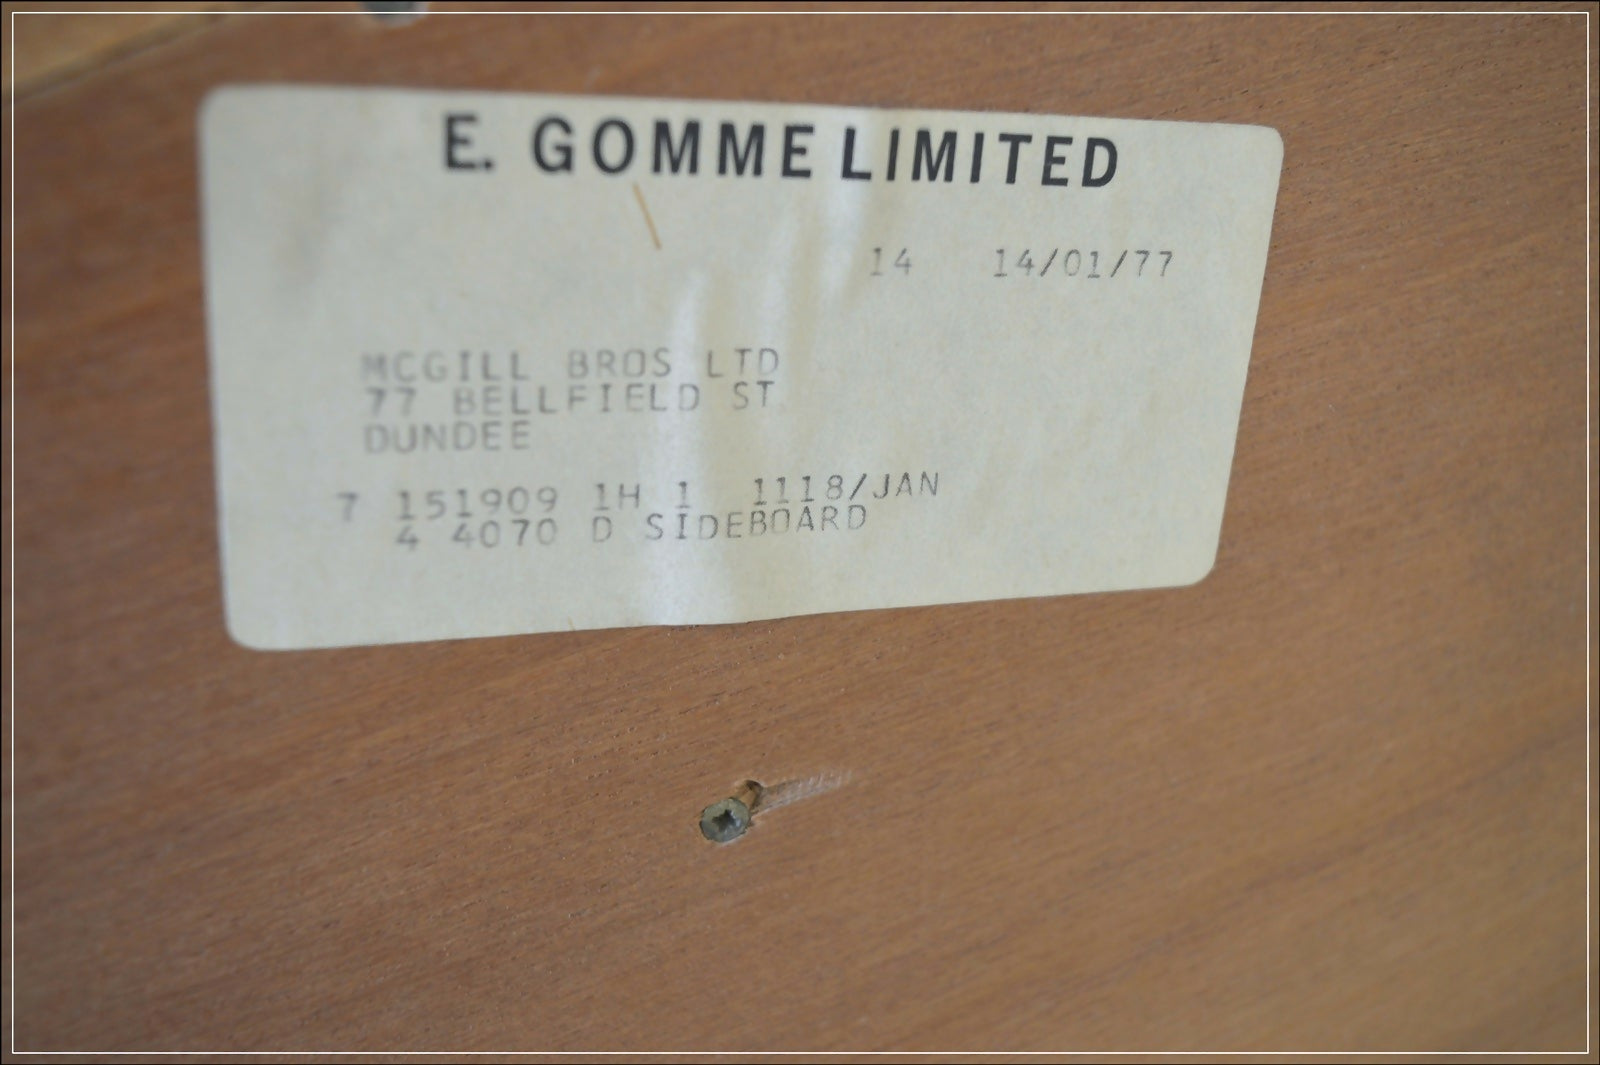 E. GOMME LIMITED
14 14/01/77
MCGILL BROS LTD
77 BELLFIELD ST
DUNDEE
7 151909 1H 1 1118/JAN
4 4070 D SIDEBOARD